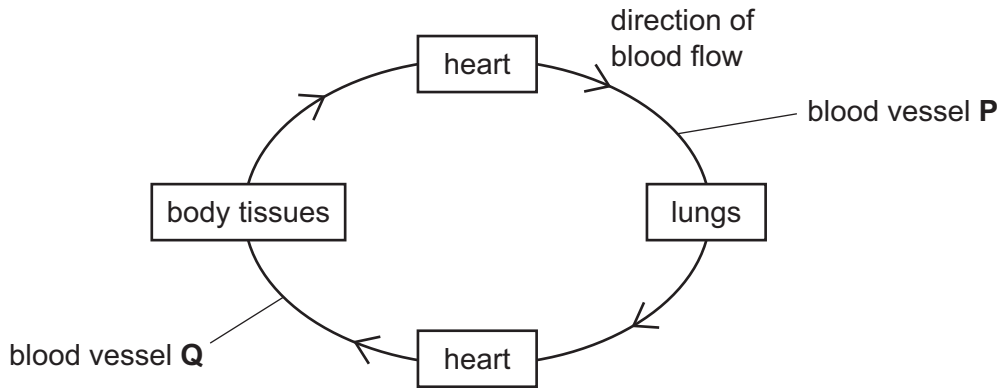 direction of
blood flow
heart
blood vessel P
body tissues
lungs
blood vessel Q
heart